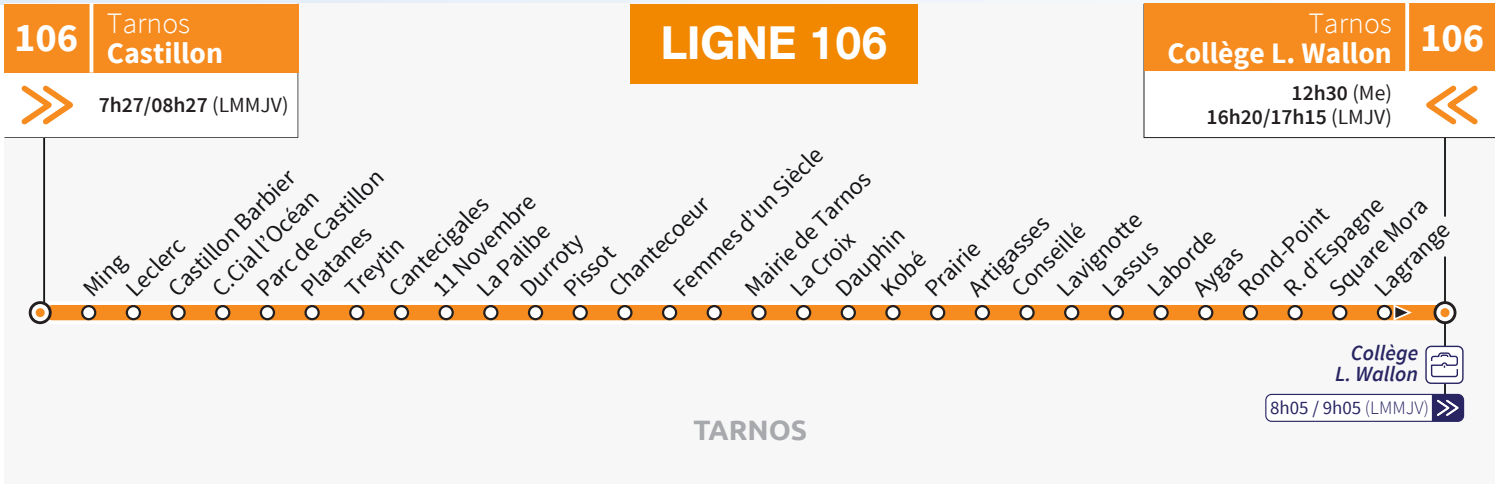 106
Tarnos
Castillon
7h27/08h27 (LMMJV)
LIGNE 106
Tarnos
Collège L. Wallon
106
12h30 (Me)
16h20/17h15 (LMJV)
Ming
Leclerc
Castillon Barbier
C.Cial l'Océan
Parc de Castillon
Platanes
Treytin
Cantecigales
11 Novembre
La Palibe
Durroty
Pissot
Chantecoeur
Femmes d'un Siècle
Mairie de Tarnos
La Croix
Dauphin
Kobé
Prairie
Artigasses
Conseillé
Lavignotte
Lassus
Laborde
Aygas
Rond-Point
R. d'Espagne
Square Mora
Lagrange
Collège
L. Wallon
8h05 / 9h05 (LMMJV)
TARNOS